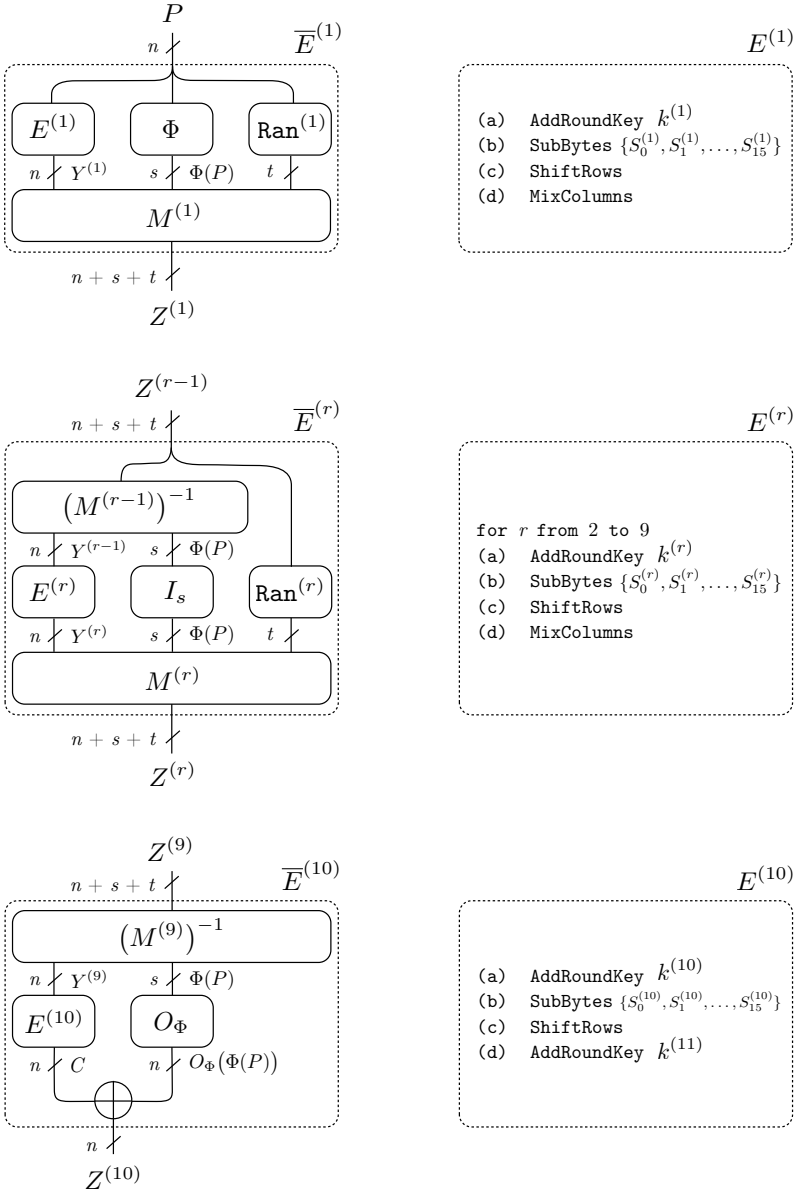 P
n
E̅^(1)
E^(1) Φ Ran^(1)
n Y^(1) s Φ(P) t
M^(1)
n + s + t
Z^(1)
E^(1)
(a) AddRoundKey k^(1)
(b) SubBytes {S_0^(1), S_1^(1), ..., S_15^(1)}
(c) ShiftRows
(d) MixColumns
Z^(r−1)
n + s + t
E̅^(r)
(M^(r−1))^−1
n Y^(r−1) s Φ(P)
E^(r) I_s Ran^(r)
n Y^(r) s Φ(P) t
M^(r)
n + s + t
Z^(r)
E^(r)
for r from 2 to 9
(a) AddRoundKey k^(r)
(b) SubBytes {S_0^(r), S_1^(r), ..., S_15^(r)}
(c) ShiftRows
(d) MixColumns
Z^(9)
n + s + t
E̅^(10)
(M^(9))^−1
n Y^(9) s Φ(P)
E^(10) O_Φ
n C n O_Φ(Φ(P))
n
Z^(10)
E^(10)
(a) AddRoundKey k^(10)
(b) SubBytes {S_0^(10), S_1^(10), ..., S_15^(10)}
(c) ShiftRows
(d) AddRoundKey k^(11)